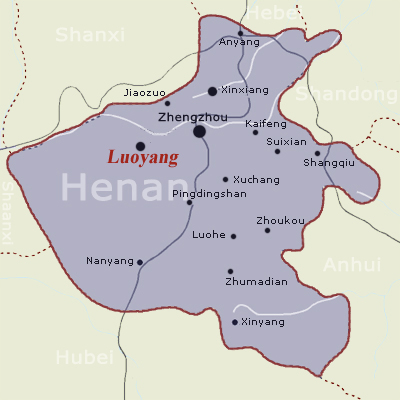 Hebei
Shanxi
Anyang
Jiaozuo
Xinxiang
Shandong
Zhengzhou
Kaifeng
Suixian
Luoyang
Shangqiu
Henan
Xuchang
Shaanxi
Pingdingshan
Zhoukou
Luohe
Nanyang
Anhui
Zhumadian
Xinyang
Hubei